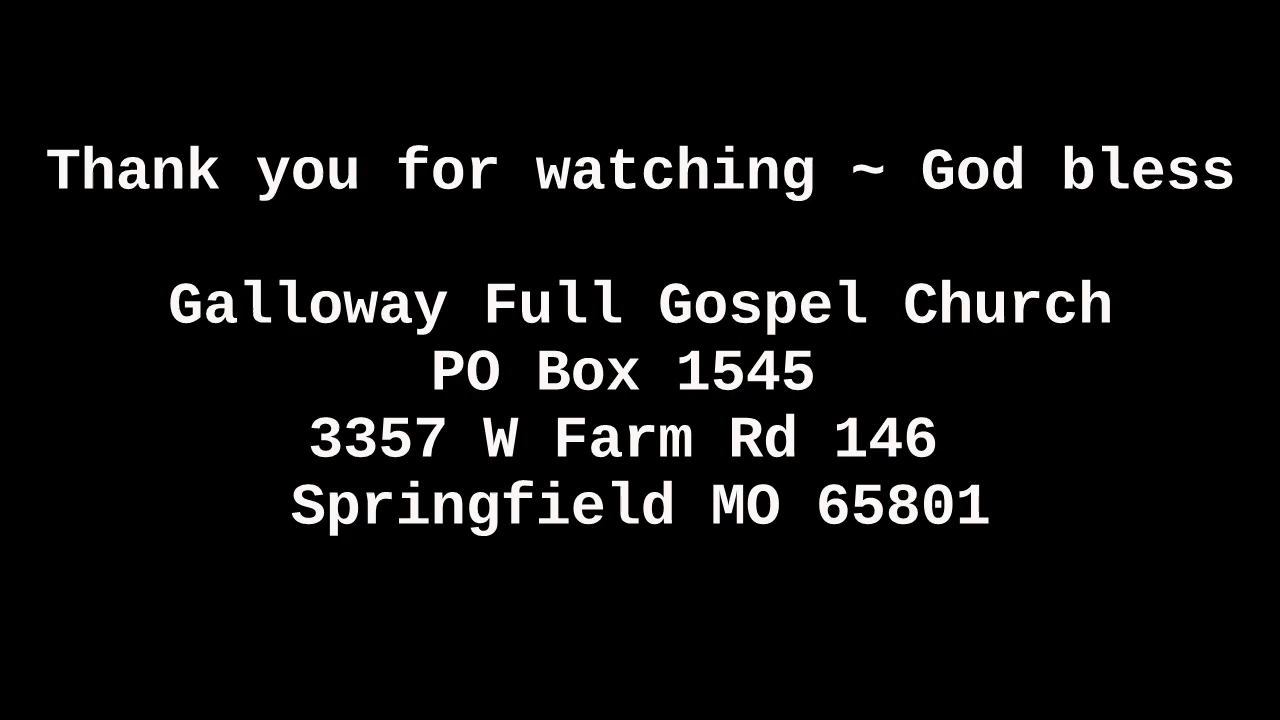 Thank you for watching ~ God bless
Galloway Full Gospel Church
PO Box 1545
3357 W Farm Rd 146
Springfield MO 65801